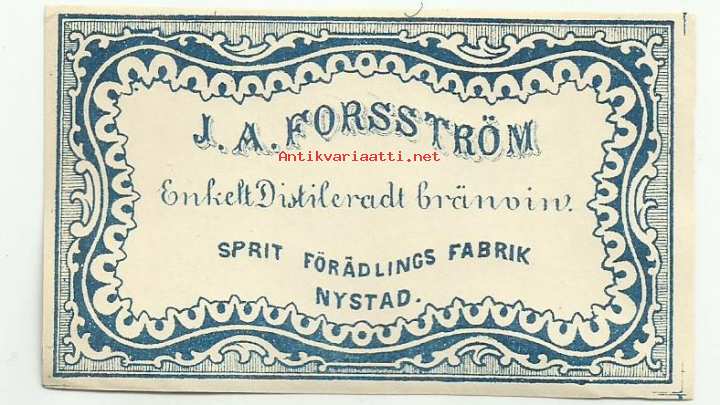 J. A. FORSSTRÖM
Antikvariaatti.net
Enkelt Distileradt bränvin.
SPRIT FÖRÄDLINGS FABRIK
NYSTAD.